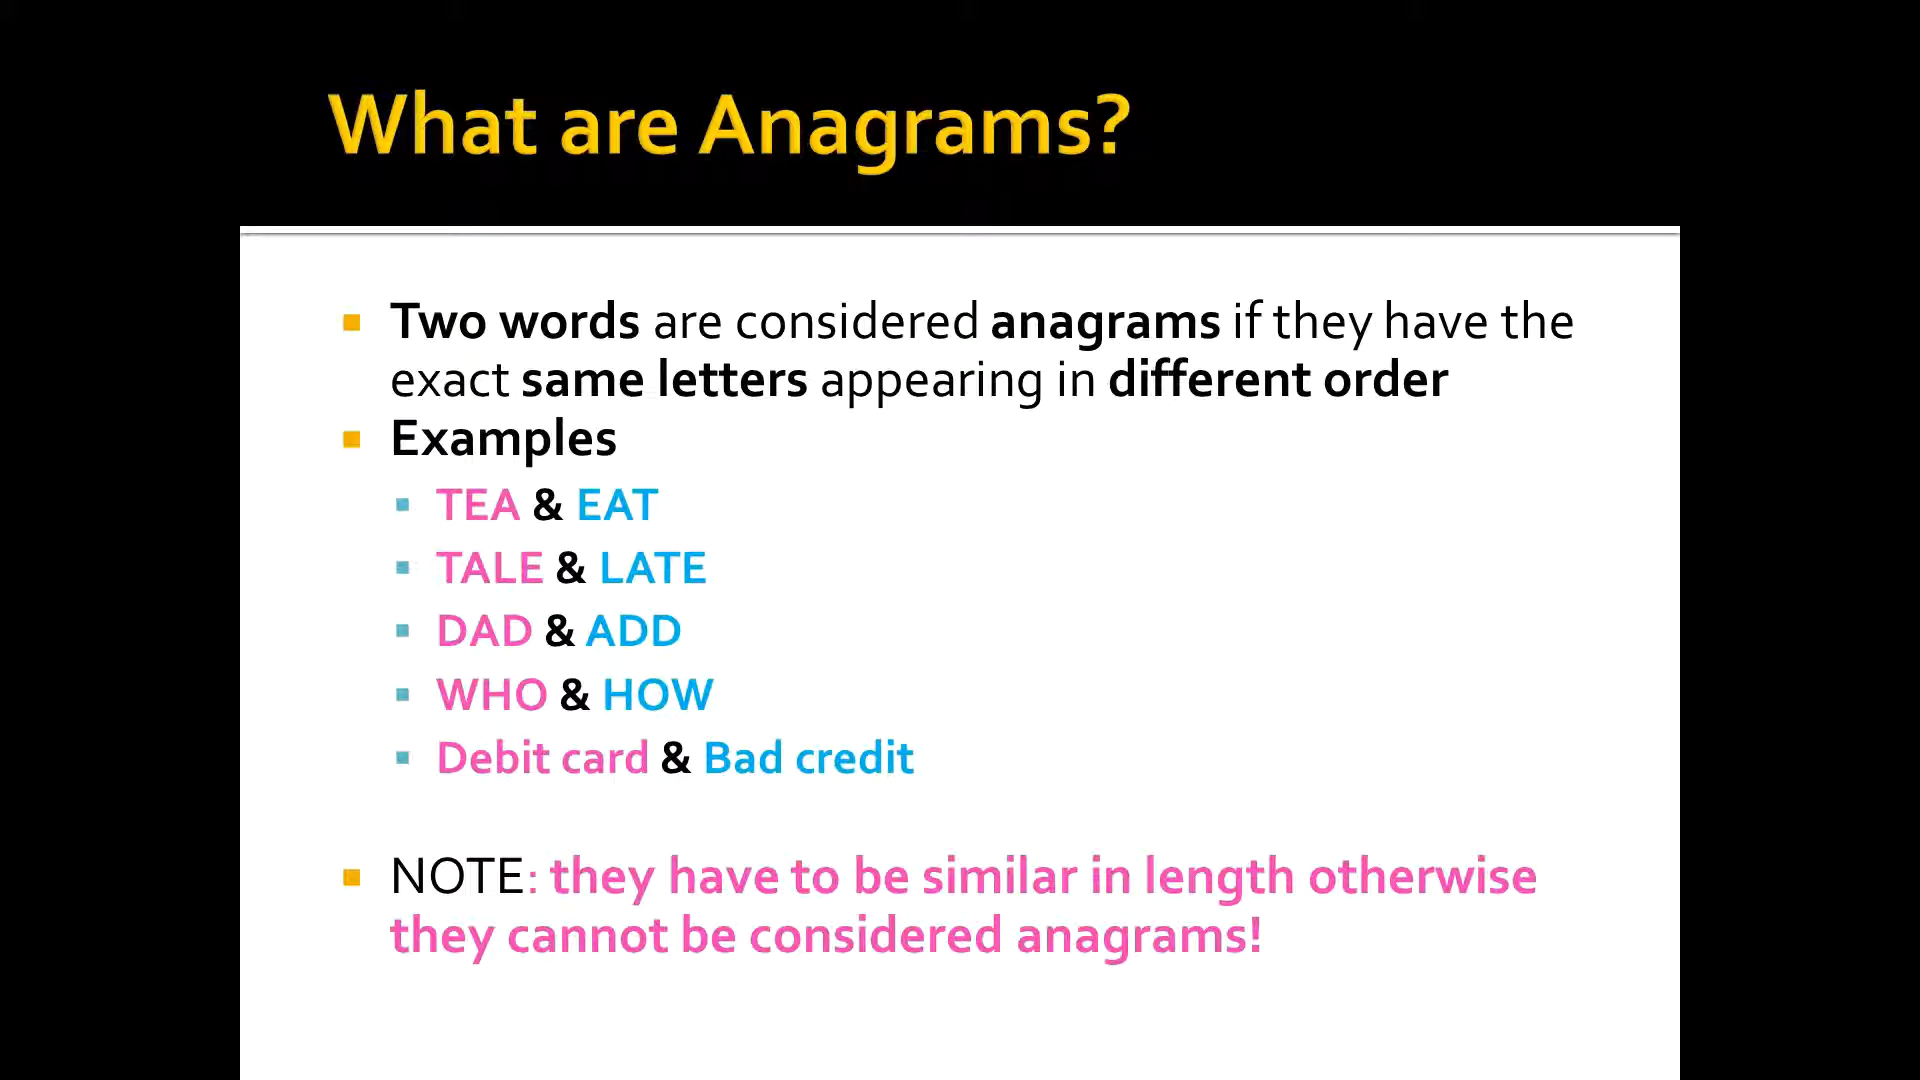 What are Anagrams?
Two words are considered anagrams if they have the
exact same letters appearing in different order
Examples
TEA & EAT
TALE & LATE
DAD & ADD
WHO & HOW
Debit card & Bad credit
NOTE: they have to be similar in length otherwise
they cannot be considered anagrams!